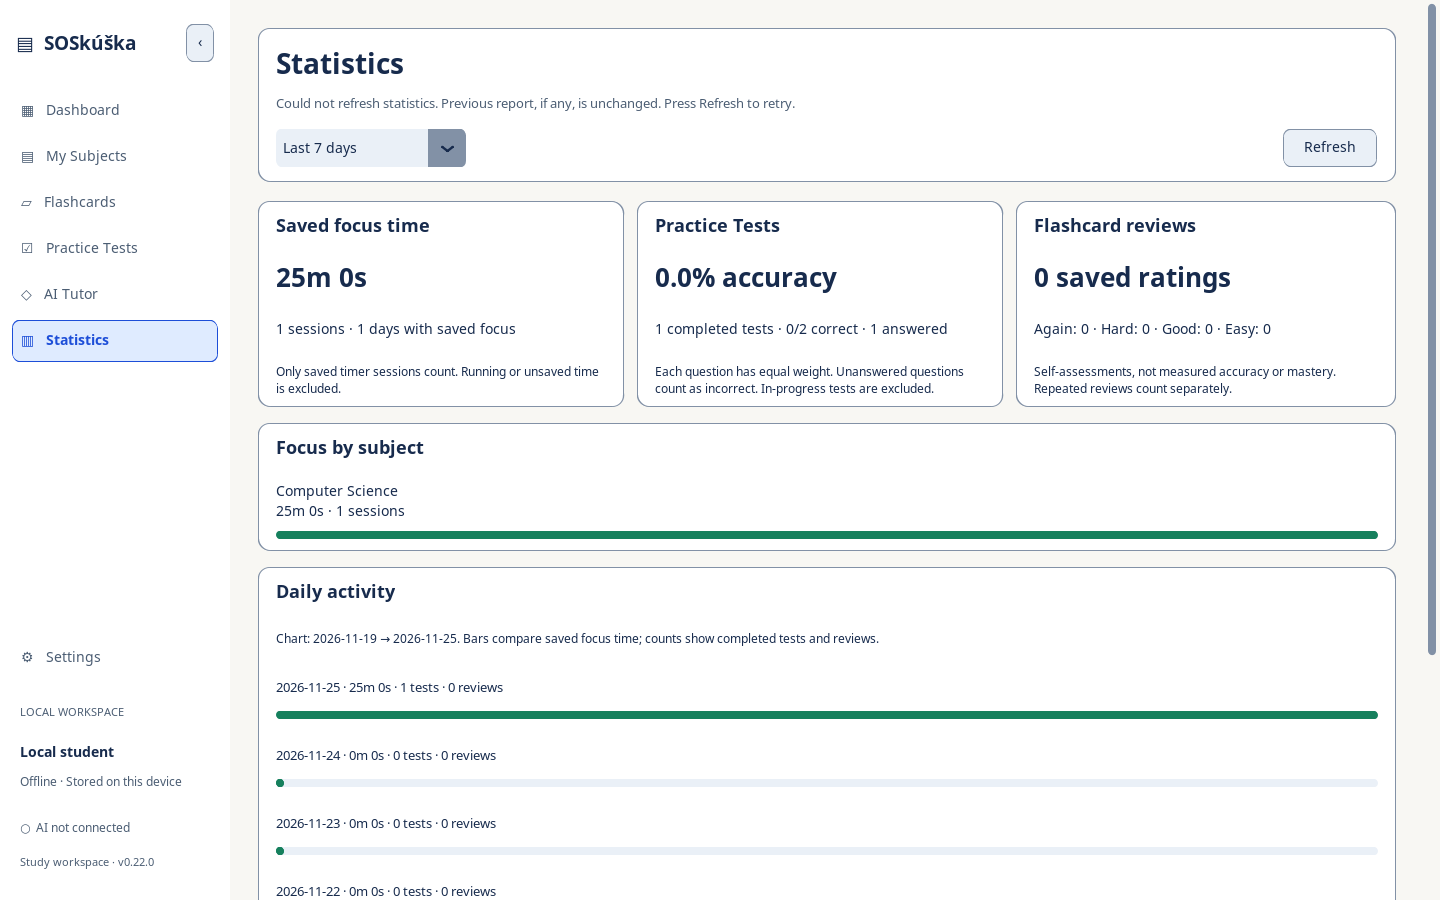 SOSkúška
‹
Dashboard
My Subjects
Flashcards
Practice Tests
AI Tutor
Statistics
Settings
LOCAL WORKSPACE
Local student
Offline · Stored on this device
AI not connected
Study workspace · v0.22.0
Statistics
Could not refresh statistics. Previous report, if any, is unchanged. Press Refresh to retry.
Last 7 days
Refresh
Saved focus time
25m 0s
1 sessions · 1 days with saved focus
Only saved timer sessions count. Running or unsaved time
is excluded.
Practice Tests
0.0% accuracy
1 completed tests · 0/2 correct · 1 answered
Each question has equal weight. Unanswered questions
count as incorrect. In-progress tests are excluded.
Flashcard reviews
0 saved ratings
Again: 0 · Hard: 0 · Good: 0 · Easy: 0
Self-assessments, not measured accuracy or mastery.
Repeated reviews count separately.
Focus by subject
Computer Science
25m 0s · 1 sessions
Daily activity
Chart: 2026-11-19 → 2026-11-25. Bars compare saved focus time; counts show completed tests and reviews.
2026-11-25 · 25m 0s · 1 tests · 0 reviews
2026-11-24 · 0m 0s · 0 tests · 0 reviews
2026-11-23 · 0m 0s · 0 tests · 0 reviews
2026-11-22 · 0m 0s · 0 tests · 0 reviews